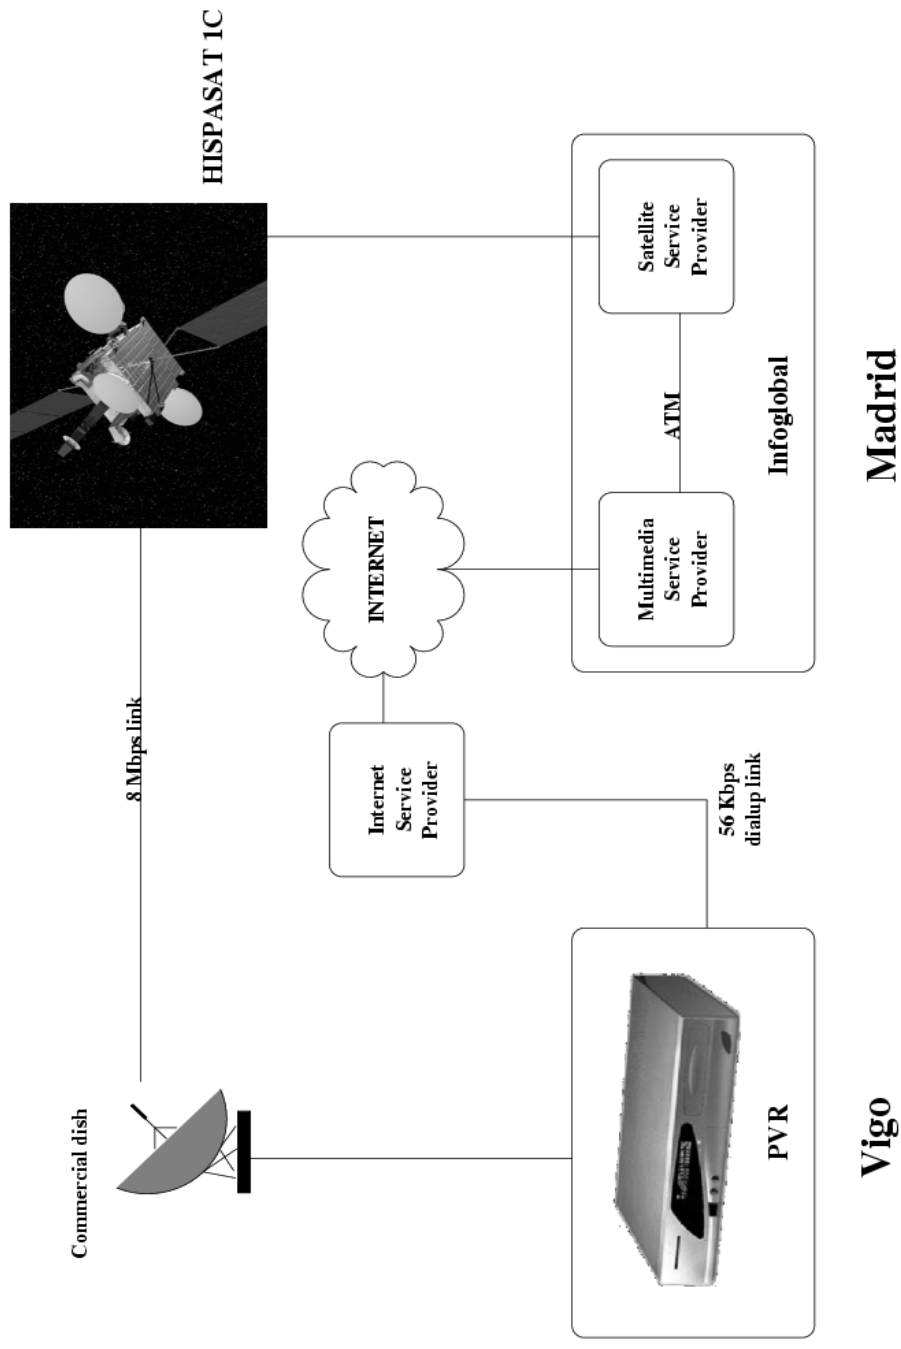 Commercial dish
8 Mbps link
HISPASAT 1C
Internet
Service
Provider
INTERNET
56 Kbps
dialup link
PVR
Multimedia
Service
Provider
ATM
Satellite
Service
Provider
Infoglobal
Vigo
Madrid